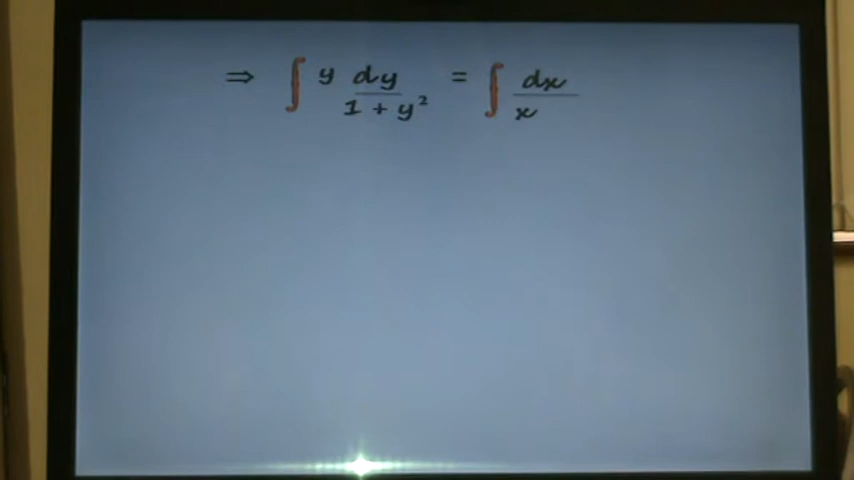 ⇒ ∫ y dy / 1 + y² = ∫ dx / x